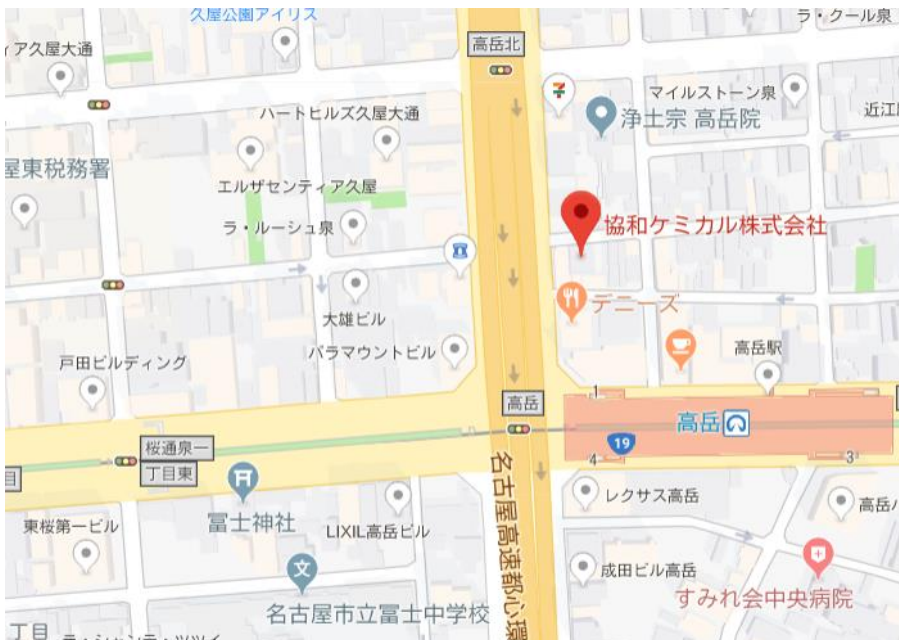 久屋公園アイリス
ラ・クール泉
高岳北
ィア久屋大通
マイルストーン泉
ハートヒルズ久屋大通
浄土宗 高岳院
近江
屋東税務署
エルザセンティア久屋
ラ・ルーシュ泉
協和ケミカル株式会社
デニーズ
大雄ビル
パラマウントビル
高岳駅
戸田ビルディング
1
高岳
高岳
19
桜通泉一
丁目東
4
3
目
レクサス高岳
高岳
東桜第一ビル
冨士神社
LIXIL高岳ビル
名古屋高速都心環
成田ビル高岳
すみれ会中央病院
名古屋市立冨士中学校
丁目